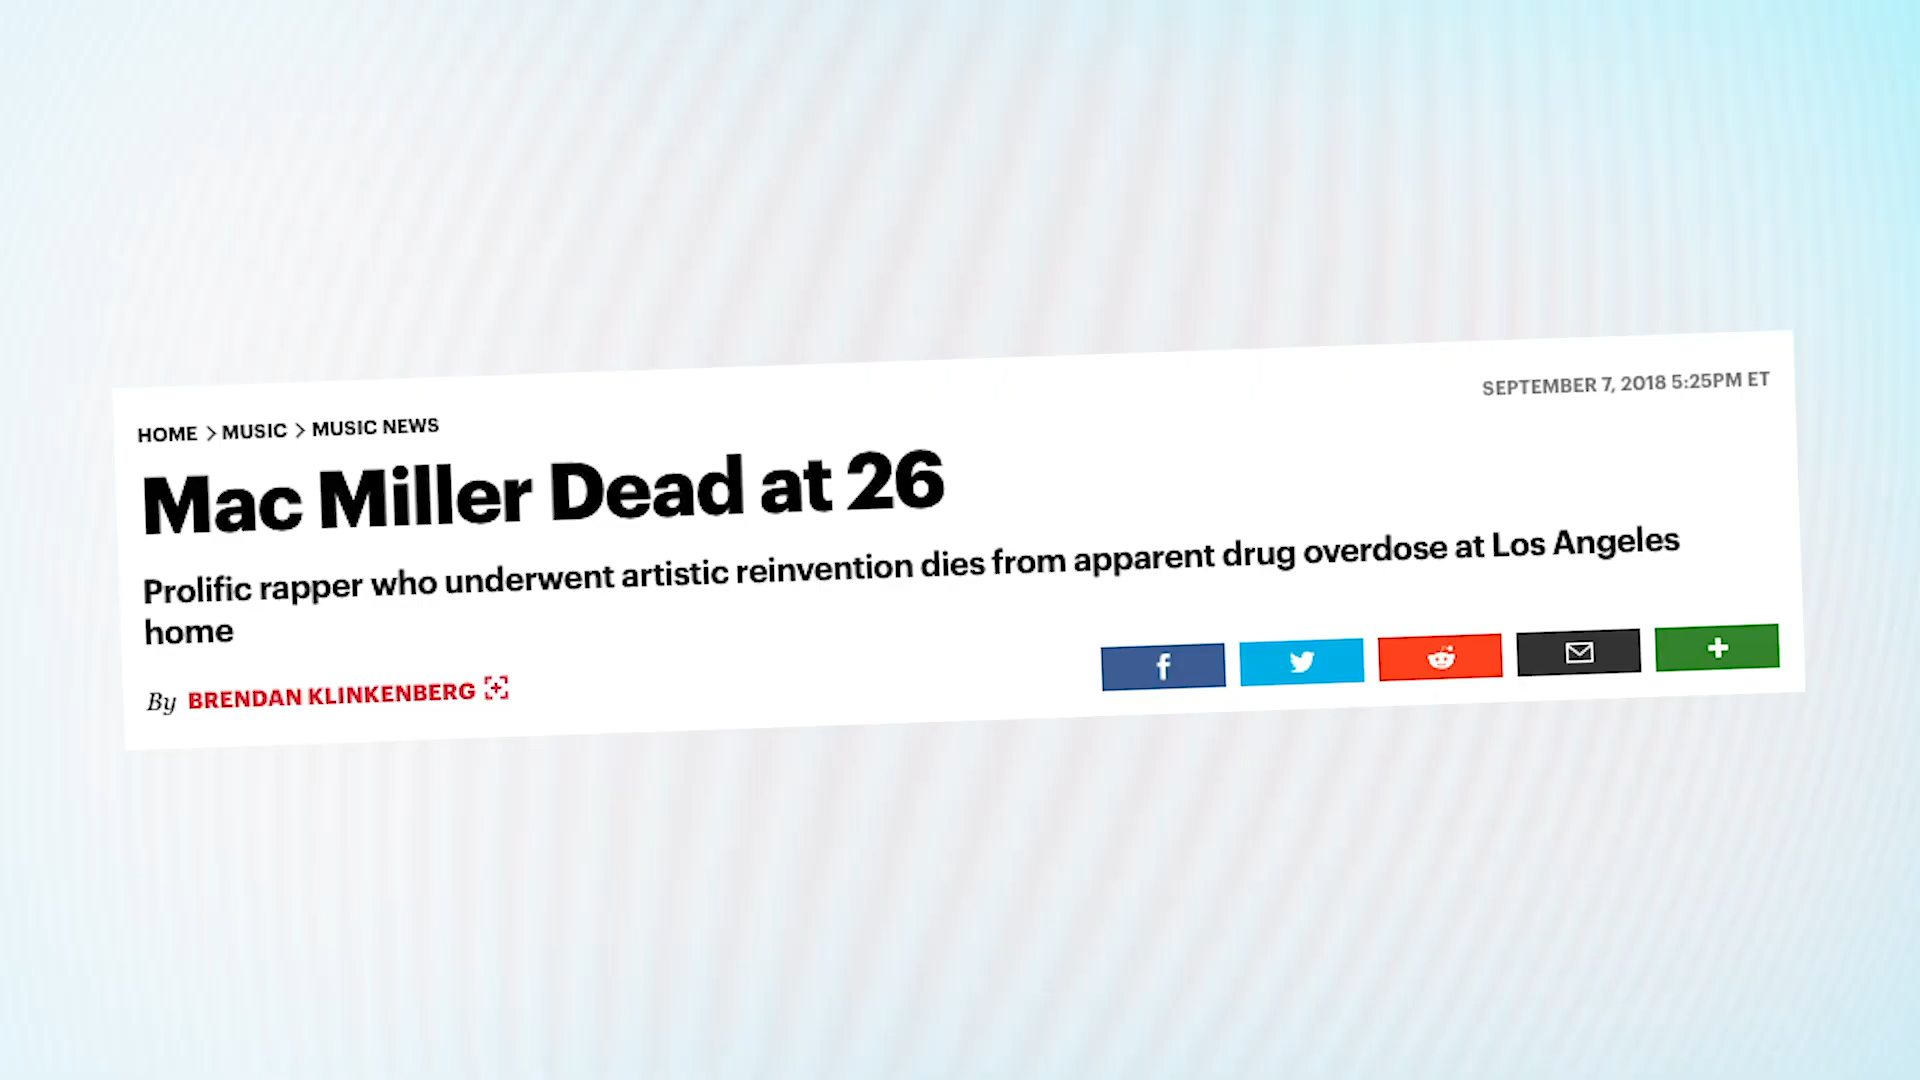 SEPTEMBER 7, 2018 5:25PM ET
HOME > MUSIC > MUSIC NEWS
Mac Miller Dead at 26
Prolific rapper who underwent artistic reinvention dies from apparent drug overdose at Los Angeles
home
By BRENDAN KLINKENBERG